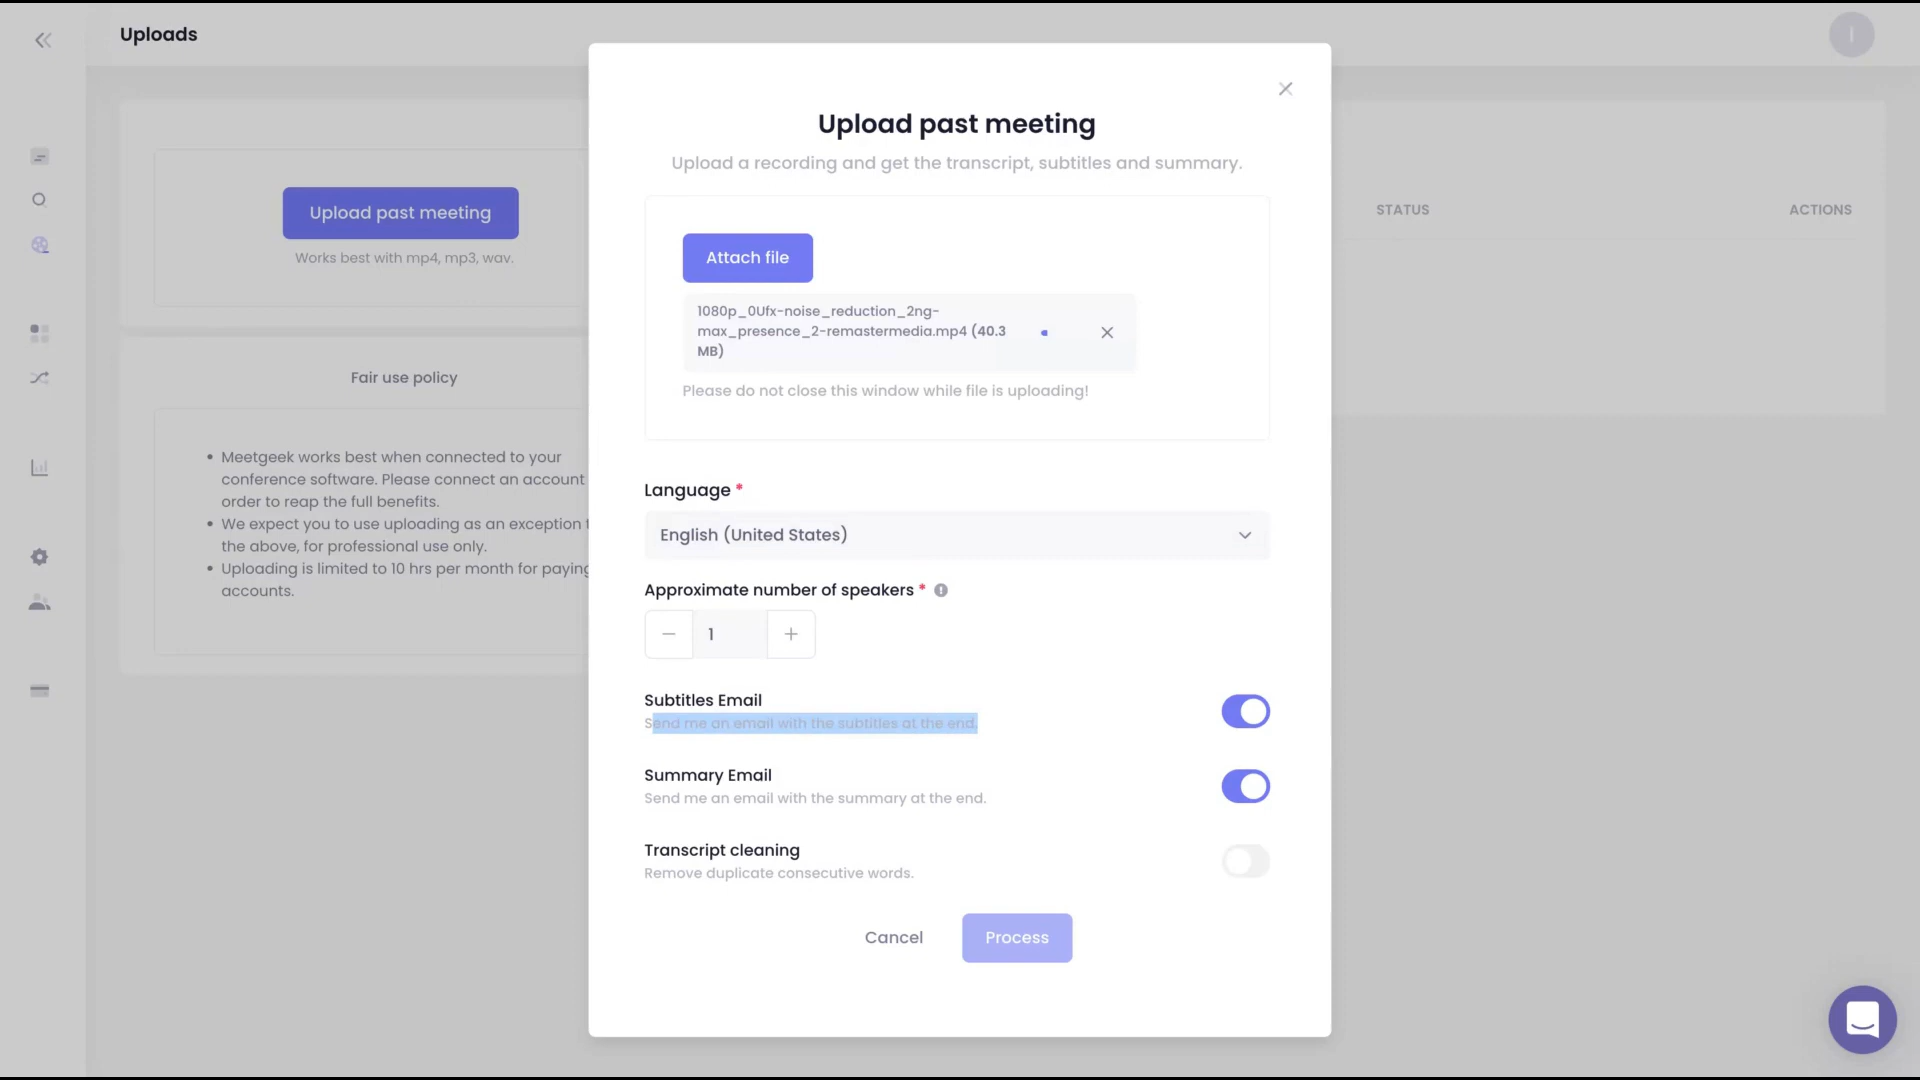 Uploads
I
Upload past meeting
Works best with mp4, mp3, wav.
Fair use policy
• Meetgeek works best when connected to your
conference software. Please connect an account
order to reap the full benefits.
• We expect you to use uploading as an exception t
the above, for professional use only.
• Uploading is limited to 10 hrs per month for paying
accounts.
STATUS
ACTIONS
Upload past meeting
Upload a recording and get the transcript, subtitles and summary.
Attach file
1080p_0Ufx-noise_reduction_2ng-
max_presence_2-remastermedia.mp4 (40.3
MB)
Please do not close this window while file is uploading!
Language *
English (United States)
Approximate number of speakers *
1
Subtitles Email
Send me an email with the subtitles at the end.
Summary Email
Send me an email with the summary at the end.
Transcript cleaning
Remove duplicate consecutive words.
Cancel
Process